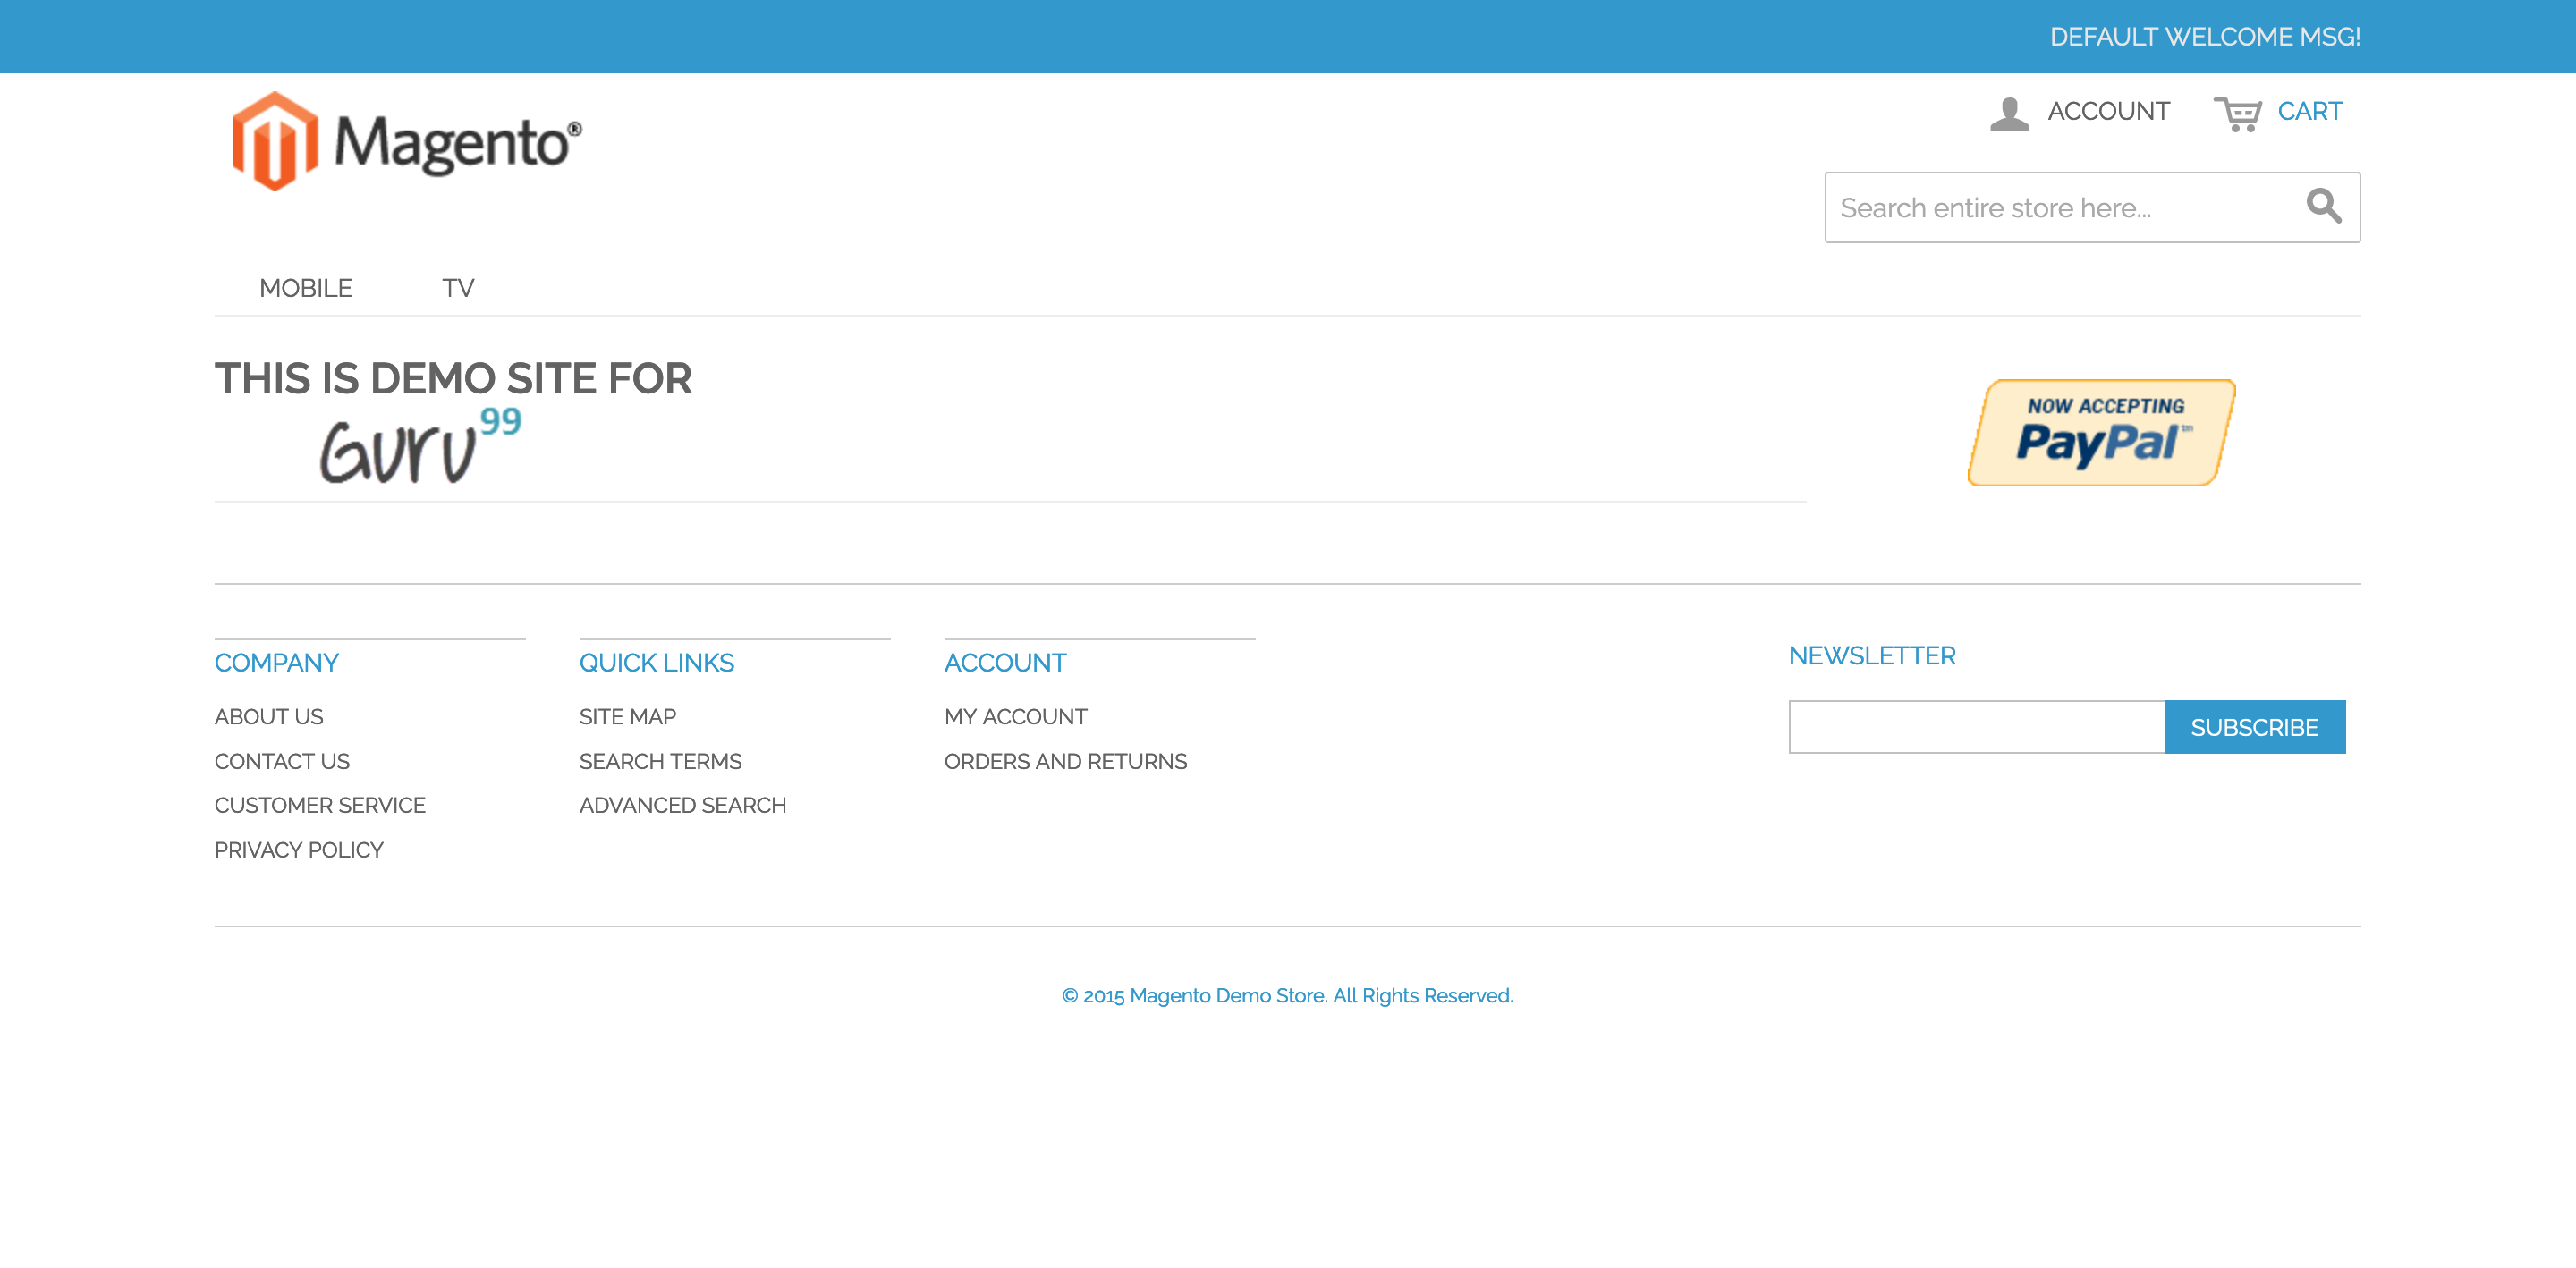 DEFAULT WELCOME MSG!
Magento®
ACCOUNT CART
Search entire store here...
MOBILE TV
THIS IS DEMO SITE FOR
Guru99
NOW ACCEPTING
PayPal™
COMPANY
ABOUT US
CONTACT US
CUSTOMER SERVICE
PRIVACY POLICY
QUICK LINKS
SITE MAP
SEARCH TERMS
ADVANCED SEARCH
ACCOUNT
MY ACCOUNT
ORDERS AND RETURNS
NEWSLETTER
SUBSCRIBE
© 2015 Magento Demo Store. All Rights Reserved.